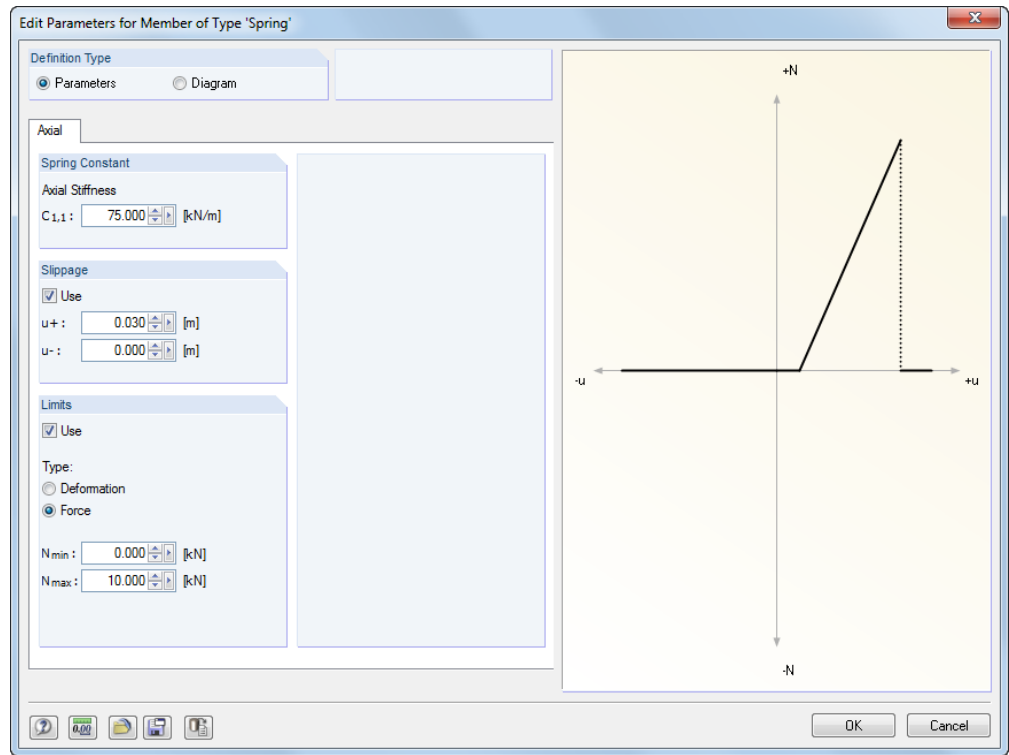 Edit Parameters for Member of Type 'Spring'
Definition Type
Parameters Diagram
Axial
Spring Constant
Axial Stiffness
C1,1 : 75.000 [kN/m]
Slippage
Use
u+ : 0.030 [m]
u- : 0.000 [m]
Limits
Use
Type:
Deformation
Force
Nmin : 0.000 [kN]
Nmax : 10.000 [kN]
+N
-u
+u
-N
0.00
OK Cancel